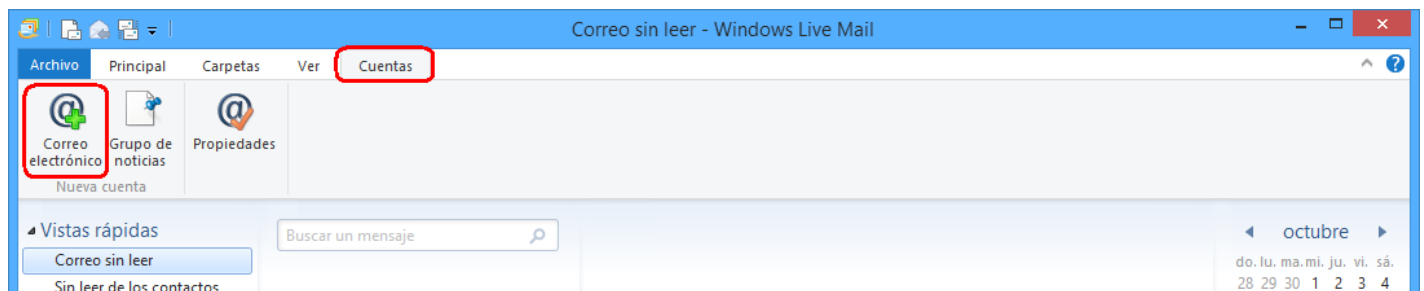 Correo sin leer - Windows Live Mail
Archivo Principal Carpetas Ver Cuentas
Correo electrónico
Grupo de noticias
Propiedades
Nueva cuenta
Vistas rápidas
Buscar un mensaje
octubre
Correo sin leer
do. lu. ma. mi. ju. vi. sá.
Sin leer de los contactos
28 29 30 1 2 3 4